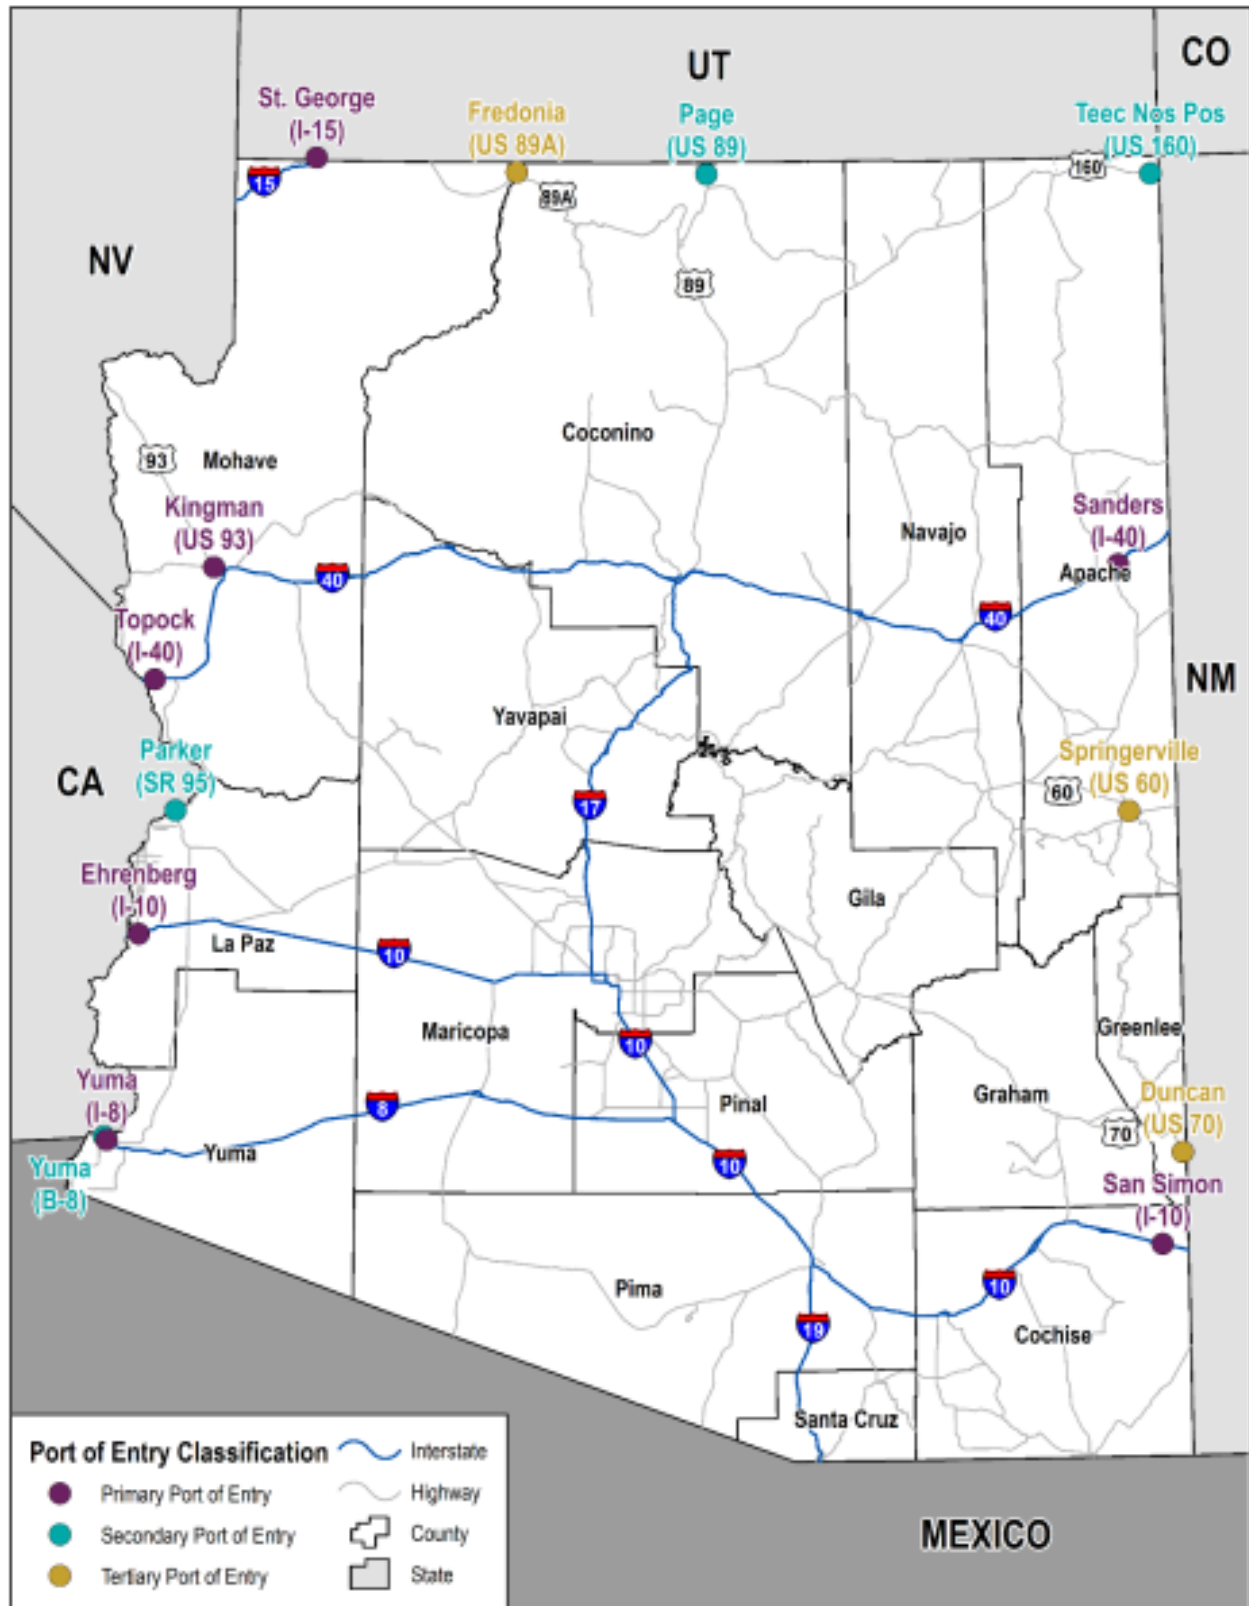 UT
CO
St. George
(I-15)
Fredonia
(US 89A)
Page
(US 89)
Teec Nos Pos
(US 160)
15
89A
160
NV
89
Coconino
93
Mohave
Kingman
(US 93)
Navajo
Sanders
(I-40)
Apache
40
40
Topock
(I-40)
NM
Yavapai
Parker
(SR 95)
CA
Springerville
(US 60)
60
17
Ehrenberg
(I-10)
Gila
La Paz
10
Maricopa
10
Greenlee
Yuma
(I-8)
8
Pinal
Graham
Duncan
(US 70)
70
Yuma
Yuma
(B-8)
10
San Simon
(I-10)
Pima
10
19
Cochise
Santa Cruz
Port of Entry Classification
Primary Port of Entry
Secondary Port of Entry
Tertiary Port of Entry
Interstate
Highway
County
State
MEXICO